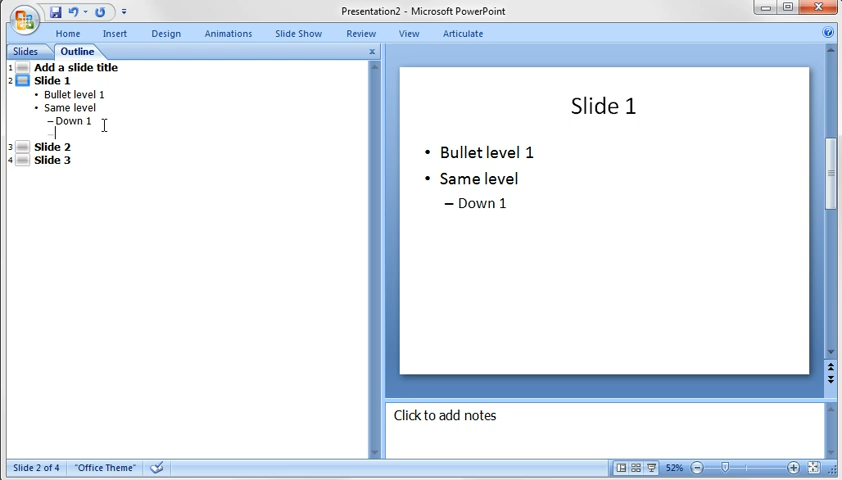 Presentation2 - Microsoft PowerPoint
Home Insert Design Animations Slide Show Review View Articulate
Slides Outline x
1 Add a slide title
2 Slide 1
• Bullet level 1
• Same level
– Down 1
–
3 Slide 2
4 Slide 3
Slide 1
• Bullet level 1
• Same level
– Down 1
Click to add notes
Slide 2 of 4 "Office Theme" 52%